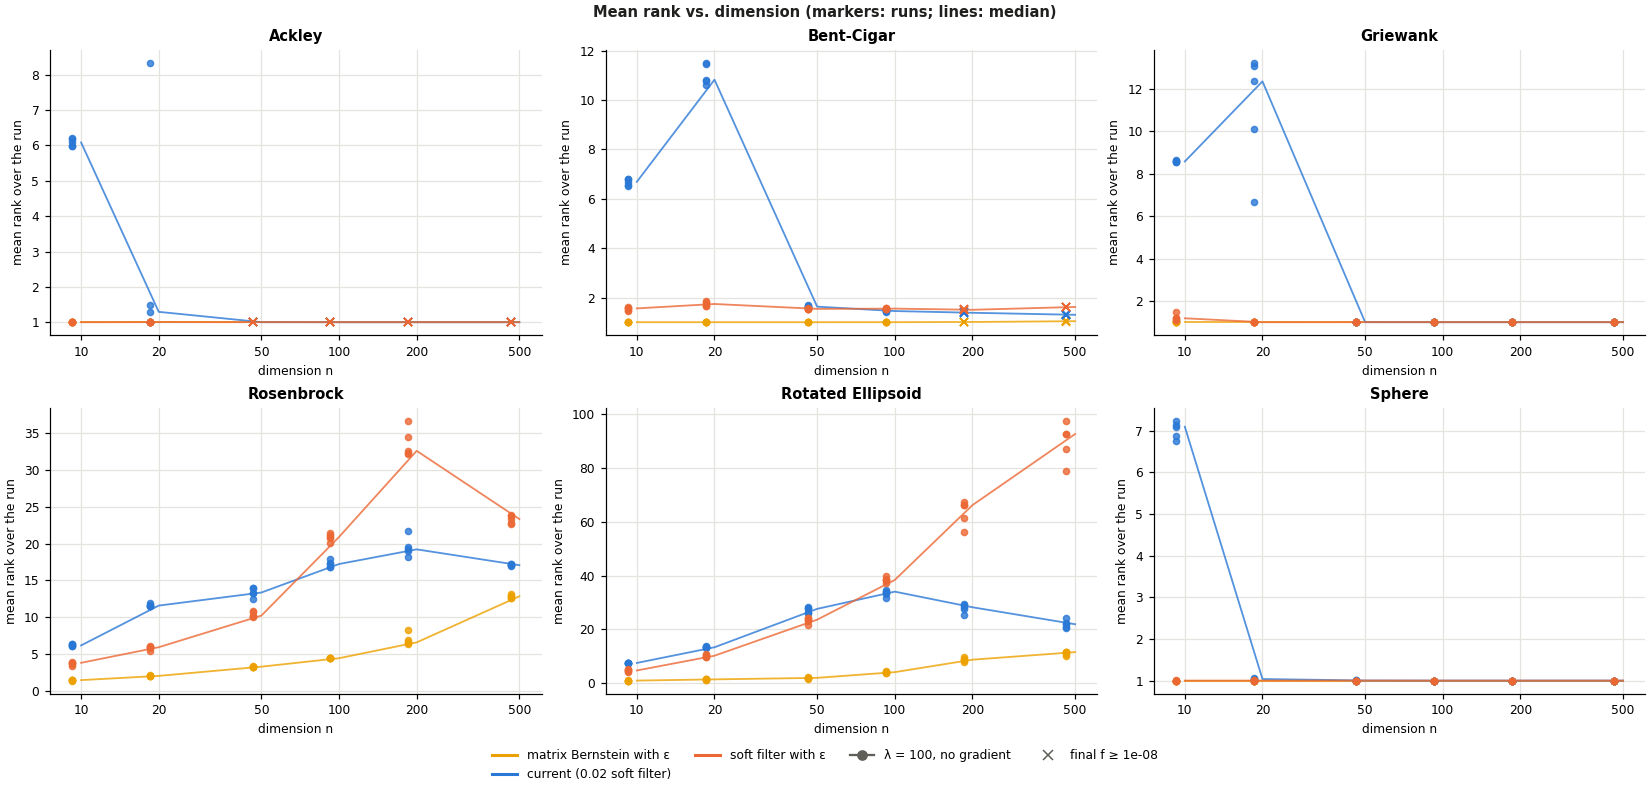 Mean rank vs. dimension (markers: runs; lines: median)
Ackley
mean rank over the run
8
7
6
5
4
3
2
1
10 20 50 100 200 500
dimension n
Bent-Cigar
mean rank over the run
12
10
8
6
4
2
10 20 50 100 200 500
dimension n
Griewank
mean rank over the run
12
10
8
6
4
2
10 20 50 100 200 500
dimension n
Rosenbrock
mean rank over the run
35
30
25
20
15
10
5
0
10 20 50 100 200 500
dimension n
Rotated Ellipsoid
mean rank over the run
100
80
60
40
20
0
10 20 50 100 200 500
dimension n
Sphere
mean rank over the run
7
6
5
4
3
2
1
10 20 50 100 200 500
dimension n
matrix Bernstein with ε
current (0.02 soft filter)
soft filter with ε
λ = 100, no gradient
final f ≥ 1e-08